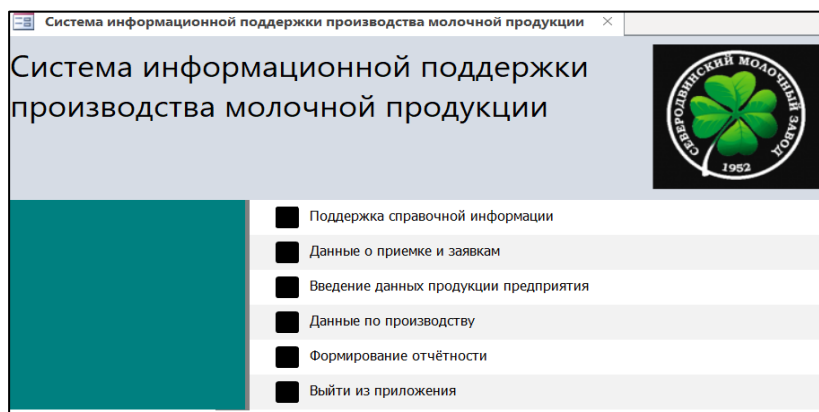 Система информационной поддержки производства молочной продукции
Система информационной поддержки
производства молочной продукции
СЕВЕРОДВИНСКИЙ МОЛОЧНЫЙ ЗАВОД
1952
Поддержка справочной информации
Данные о приемке и заявкам
Введение данных продукции предприятия
Данные по производству
Формирование отчётности
Выйти из приложения